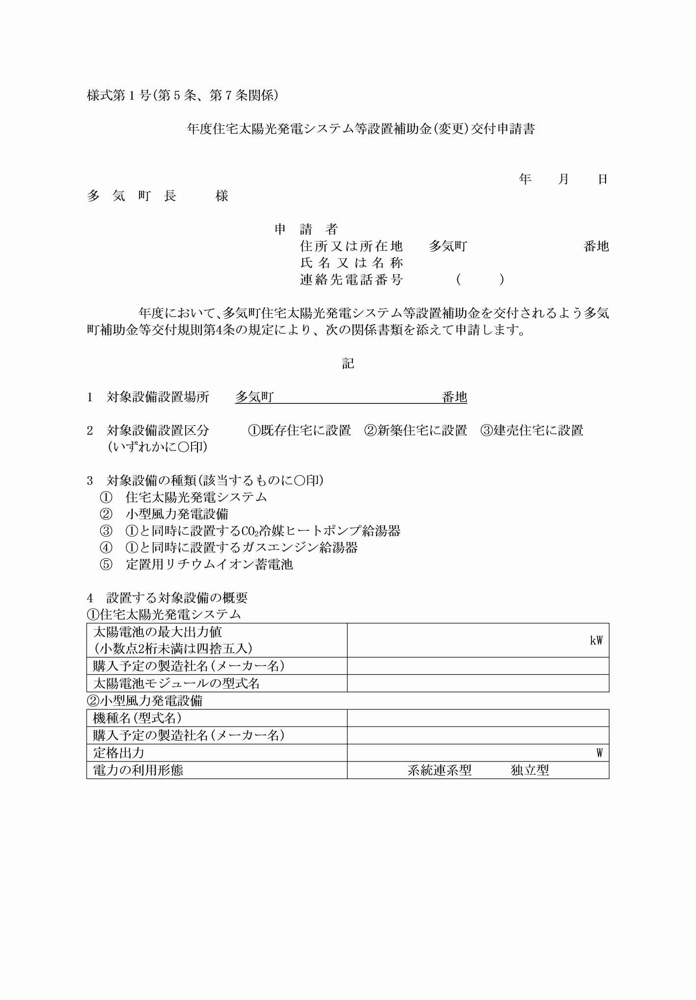 様式第１号(第５条、第７条関係)
年度住宅太陽光発電システム等設置補助金(変更)交付申請書
年　　月　　日
多　気　町　長　　　様
申　請　者
住所又は所在地　　多気町　　　　　　　　　番地
氏名又は名称
連絡先電話番号　　　　(　　　)
年度において、多気町住宅太陽光発電システム等設置補助金を交付されるよう多気
町補助金等交付規則第4条の規定により、次の関係書類を添えて申請します。
記
1　対象設備設置場所　　多気町　　　　　　　　　　　　　番地
2　対象設備設置区分　　　①既存住宅に設置　②新築住宅に設置　③建売住宅に設置
(いずれかに○印)
3　対象設備の種類(該当するものに○印)
①　住宅太陽光発電システム
②　小型風力発電設備
③　①と同時に設置するCO₂冷媒ヒートポンプ給湯器
④　①と同時に設置するガスエンジン給湯器
⑤　定置用リチウムイオン蓄電池
4　設置する対象設備の概要
①住宅太陽光発電システム
太陽電池の最大出力値
(小数点2桁未満は四捨五入)
kW
購入予定の製造社名(メーカー名)
太陽電池モジュールの型式名
②小型風力発電設備
機種名(型式名)
購入予定の製造社名(メーカー名)
定格出力　　W
電力の利用形態　　系統連系型　　　独立型